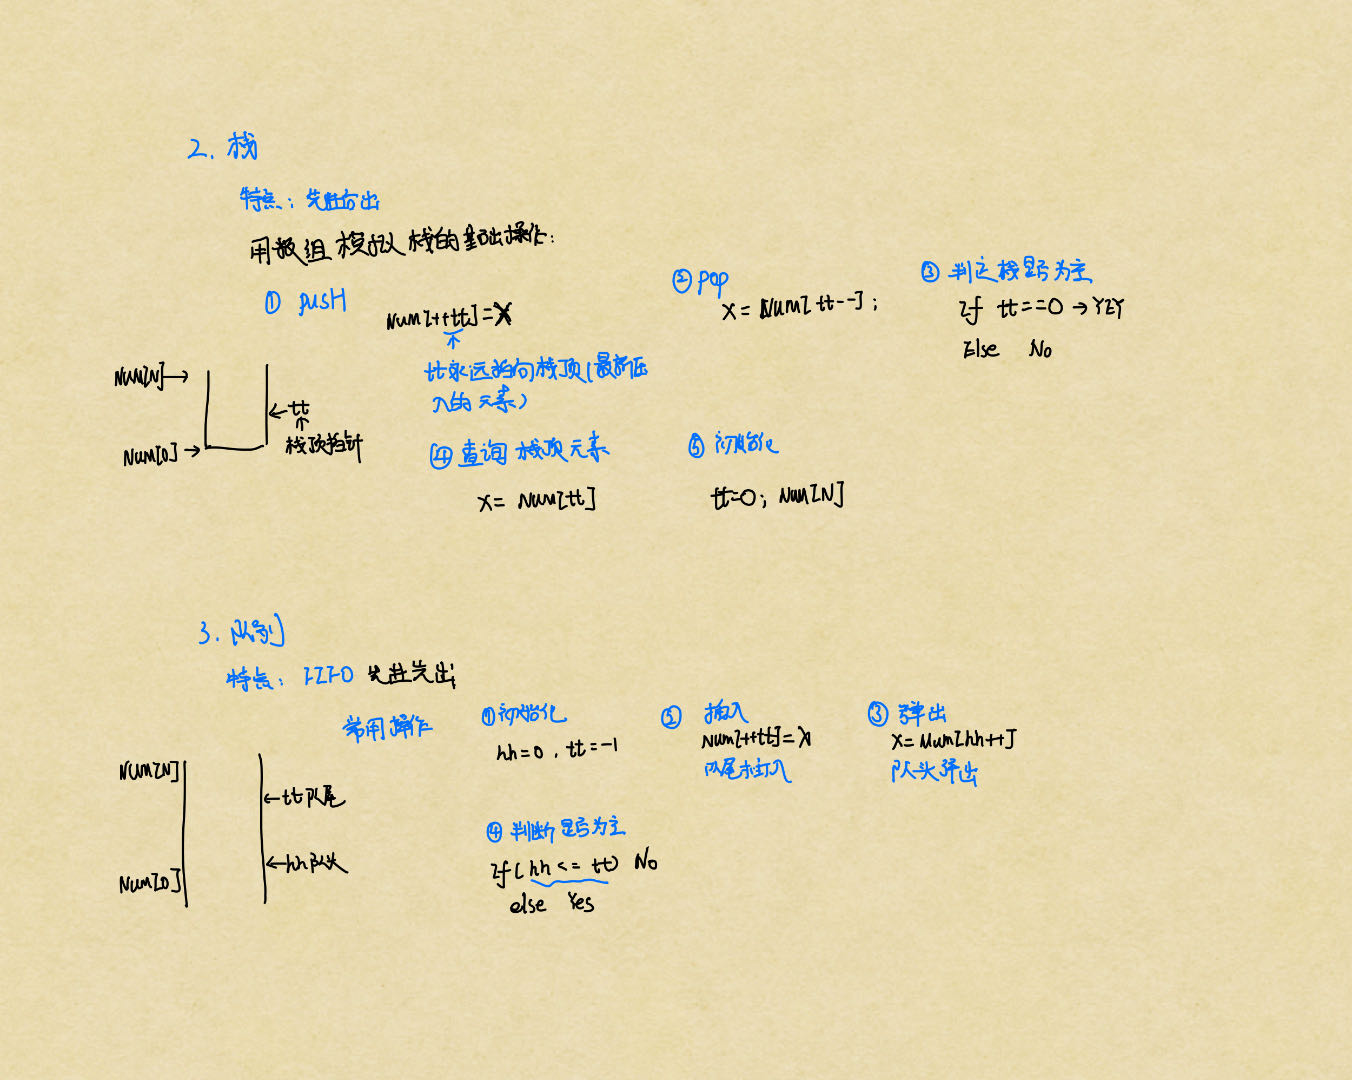 2. 栈
特点：先进后出
用数组模拟栈的基础操作：
① push
Num[++tt]=X
tt永远指向栈顶(最新压
入的元素)
② pop
X = Num[tt--];
③ 判定栈是否为空
if tt==0 →
Else No
Num[N]→
←tt
栈顶指针
Num[0]→
④ 查询栈顶元素
X = Num[tt]
⑤ 初始化
tt=0; Num[N]
3. 队列
特点：FIFO 先进先出;
常用操作
① 初始化
hh=0, tt=-1
② 插入
Num[++tt]=X
队尾插入
③ 弹出
X=Num[hh++]
队头弹出
Num[N]
←tt队尾
←hh队头
Num[0]
④ 判断是否为空
if(hh <= tt) No
else Yes